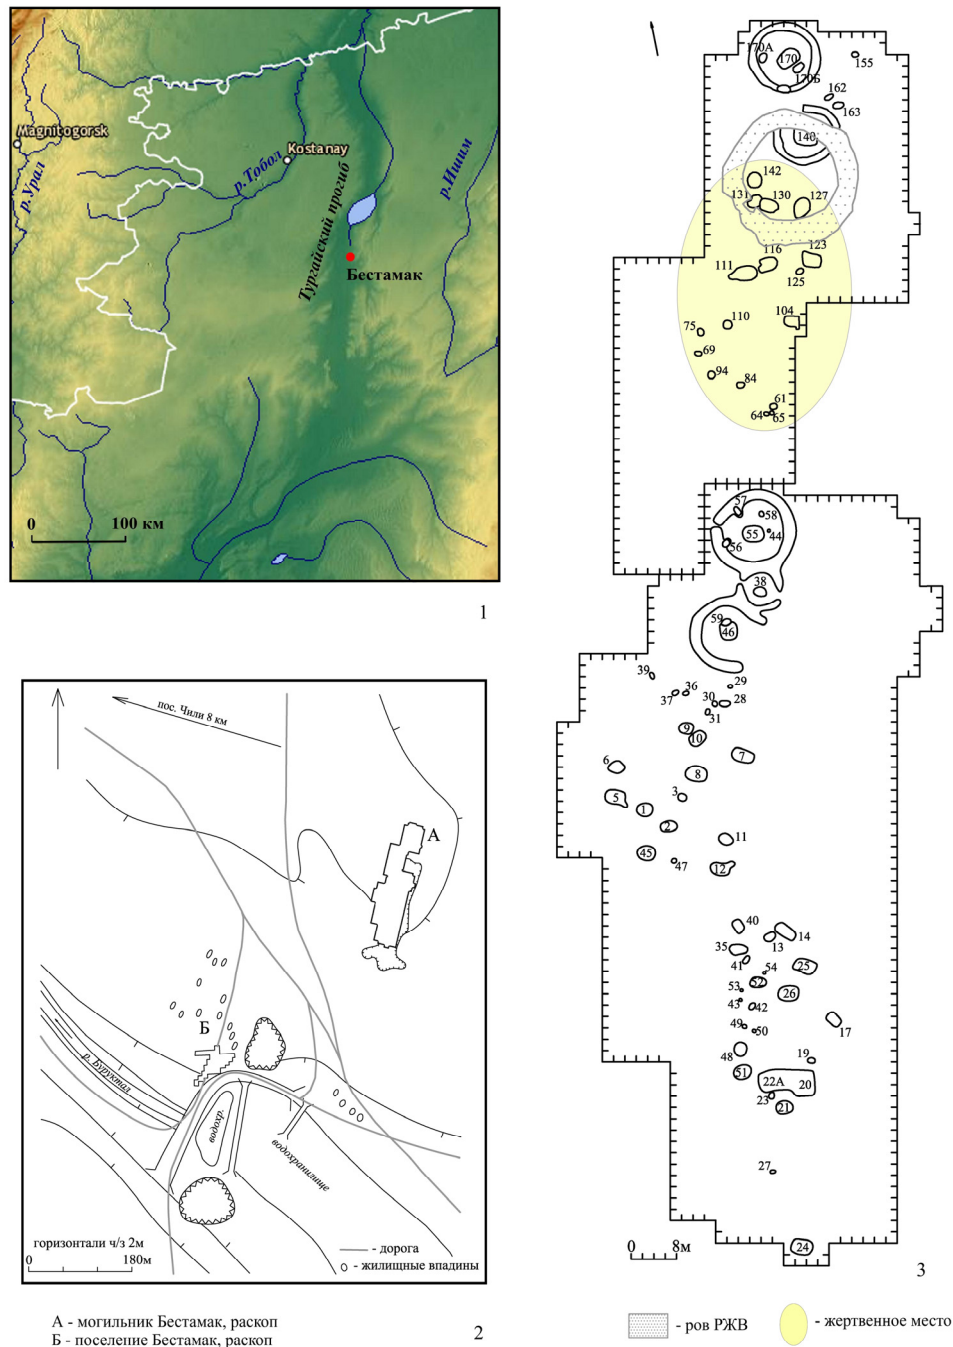 Magnitogorsk
Kostanay
р.Урал
р.Тобол
Тургайский прогиб
р.Ишим
Бестамак
0 100 км
1
пос. Чили 8 км
А
Б
р. Буруктал
водохр.
водохранилище
горизонтали ч/з 2м
0 180м
- дорога
- жилищные впадины
А - могильник Бестамак, раскоп
Б - поселение Бестамак, раскоп
2
170А
170
170Б
155
162
163
140
142
131
130
127
116
123
111
125
110
104
75
69
94
84
61
64
65
57
58
55
44
56
38
59
46
39
29
36
37
30
28
31
9
10
7
6
8
5
3
1
2
11
45
47
12
40
14
13
35
41
54
25
52
53
26
43
42
17
49
50
48
19
51
22А
20
23
21
27
24
0 8м
3
- ров РЖВ
- жертвенное место